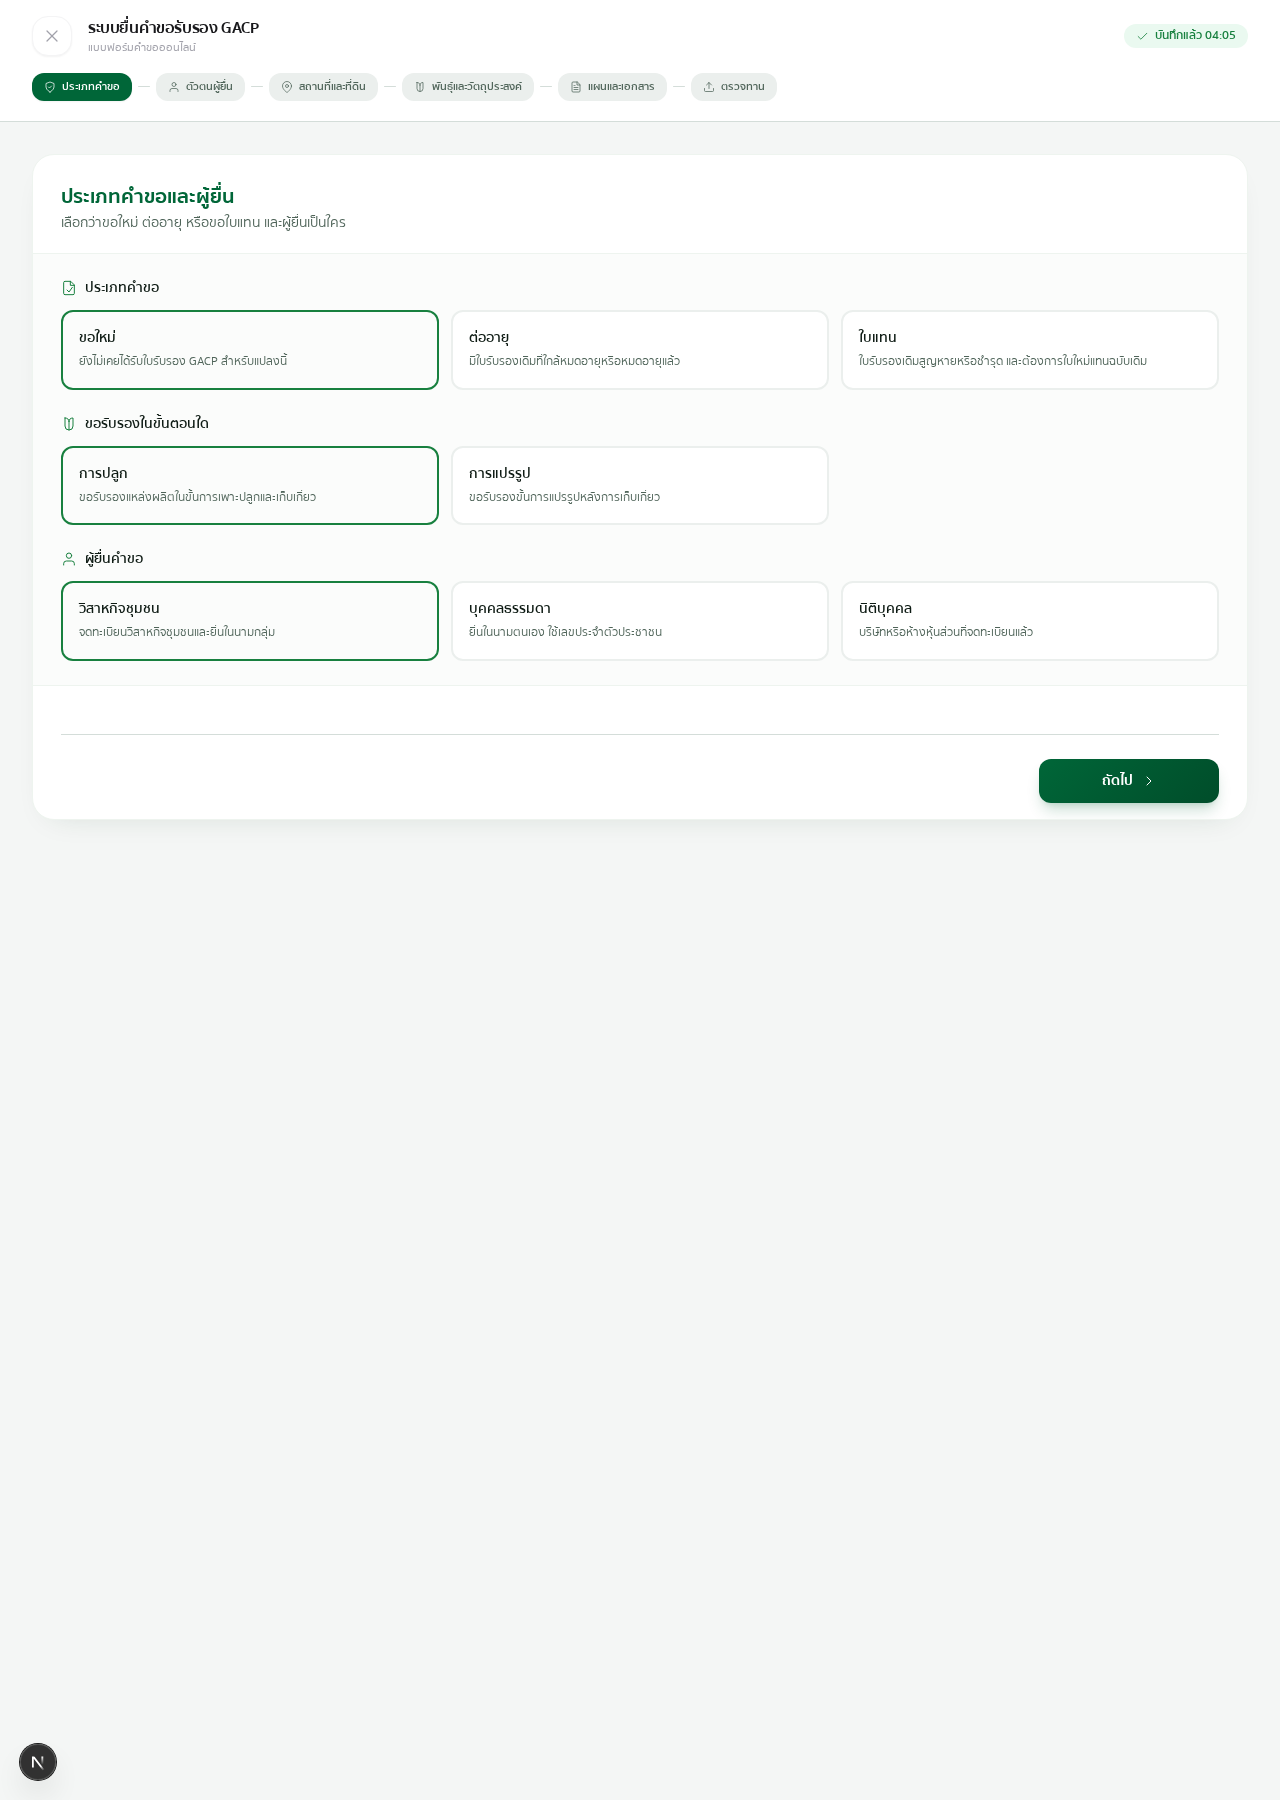 ระบบยื่นคำขอรับรอง GACP
แบบฟอร์มคำขอออนไลน์
บันทึกแล้ว 04:05
ประเภทคำขอ
ตัวตนผู้ยื่น
สถานที่และที่ดิน
พันธุ์และวัตถุประสงค์
แผนและเอกสาร
ตรวจทาน
ประเภทคำขอและผู้ยื่น
เลือกว่าขอใหม่ ต่ออายุ หรือขอใบแทน และผู้ยื่นเป็นใคร
ประเภทคำขอ
ขอใหม่
ยังไม่เคยได้รับใบรับรอง GACP สำหรับแปลงนี้
ต่ออายุ
มีใบรับรองเดิมที่ใกล้หมดอายุหรือหมดอายุแล้ว
ใบแทน
ใบรับรองเดิมสูญหายหรือชำรุด และต้องการใบใหม่แทนฉบับเดิม
ขอรับรองในขั้นตอนใด
การปลูก
ขอรับรองแหล่งผลิตในขั้นการเพาะปลูกและเก็บเกี่ยว
การแปรรูป
ขอรับรองขั้นการแปรรูปหลังการเก็บเกี่ยว
ผู้ยื่นคำขอ
วิสาหกิจชุมชน
จดทะเบียนวิสาหกิจชุมชนและยื่นในนามกลุ่ม
บุคคลธรรมดา
ยื่นในนามตนเอง ใช้เลขประจำตัวประชาชน
นิติบุคคล
บริษัทหรือห้างหุ้นส่วนที่จดทะเบียนแล้ว
ถัดไป
N